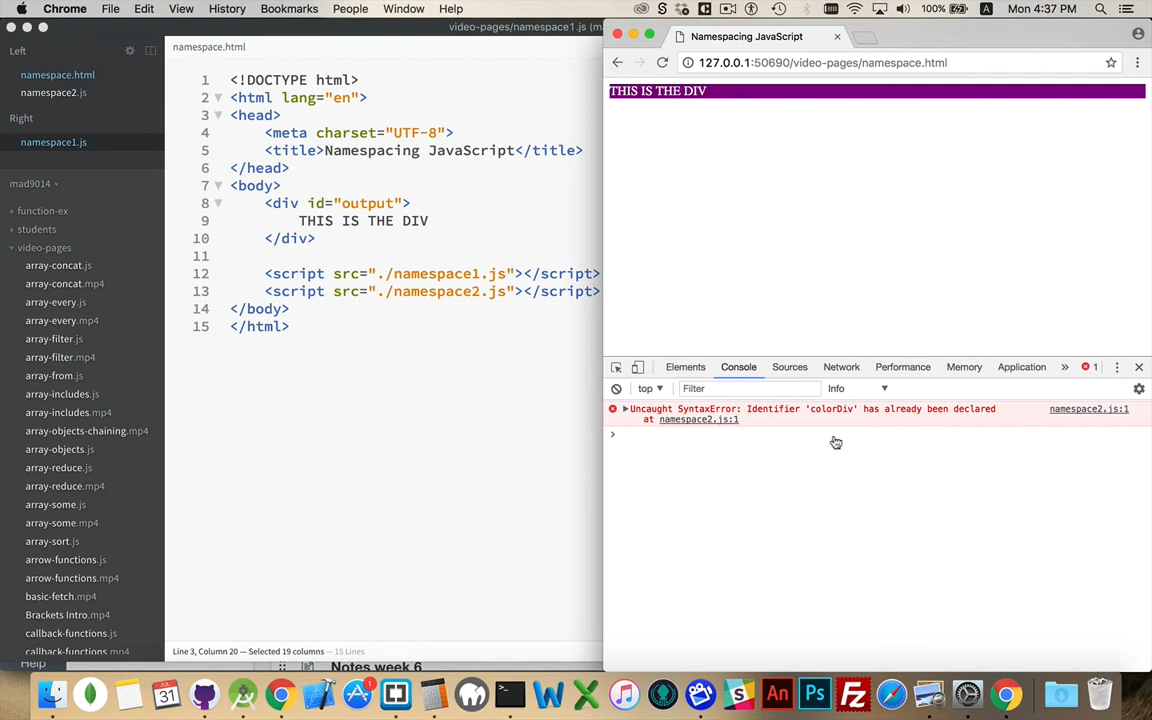 Chrome File Edit View History Bookmarks People Window Help
100% Mon 4:37 PM
video-pages/namespace1.js (m
Left
namespace.html
namespace2.js
Right
namespace1.js
mad9014
function-ex
students
video-pages
array-concat.js
array-concat.mp4
array-every.js
array-every.mp4
array-filter.js
array-filter.mp4
array-from.js
array-includes.js
array-includes.mp4
array-objects-chaining.mp4
array-objects.js
array-reduce.js
array-reduce.mp4
array-some.js
array-some.mp4
array-sort.js
arrow-functions.js
arrow-functions.mp4
basic-fetch.mp4
Brackets Intro.mp4
callback-functions.js
callback-functions.mp4
Help
namespace.html
1 <!DOCTYPE html>
2 <html lang="en">
3 <head>
4 <meta charset="UTF-8">
5 <title>Namespacing JavaScript</title>
6 </head>
7 <body>
8 <div id="output">
9 THIS IS THE DIV
10 </div>
11
12 <script src="./namespace1.js"></script>
13 <script src="./namespace2.js"></script>
14 </body>
15 </html>
Line 3, Column 20 — Selected 19 columns — 15 Lines
Notes week 6
Namespacing JavaScript
127.0.0.1:50690/video-pages/namespace.html
THIS IS THE DIV
Elements Console Sources Network Performance Memory Application » 1
top Filter Info
Uncaught SyntaxError: Identifier 'colorDiv' has already been declared namespace2.js:1
at namespace2.js:1
31
1
An
Ps
Fz